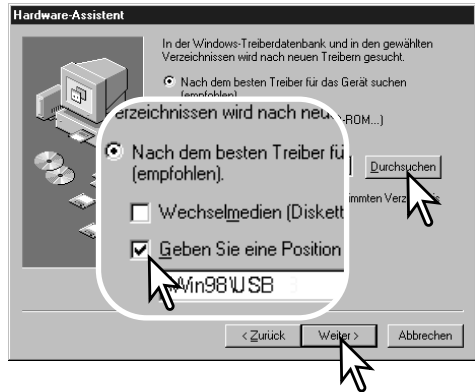 Hardware-Assistent
In der Windows-Treiberdatenbank und in den gewählten
Verzeichnissen wird nach neuen Treibern gesucht.
Nach dem besten Treiber für das Gerät suchen
(empfohlen)
-ROM...)
erzeichnissen wird nach neu
Nach dem besten Treiber fü
(empfohlen).
Durchsuchen
Wechselmedien (Diskett
Geben Sie eine Position
\Win98\USB
< Zurück Weiter > Abbrechen